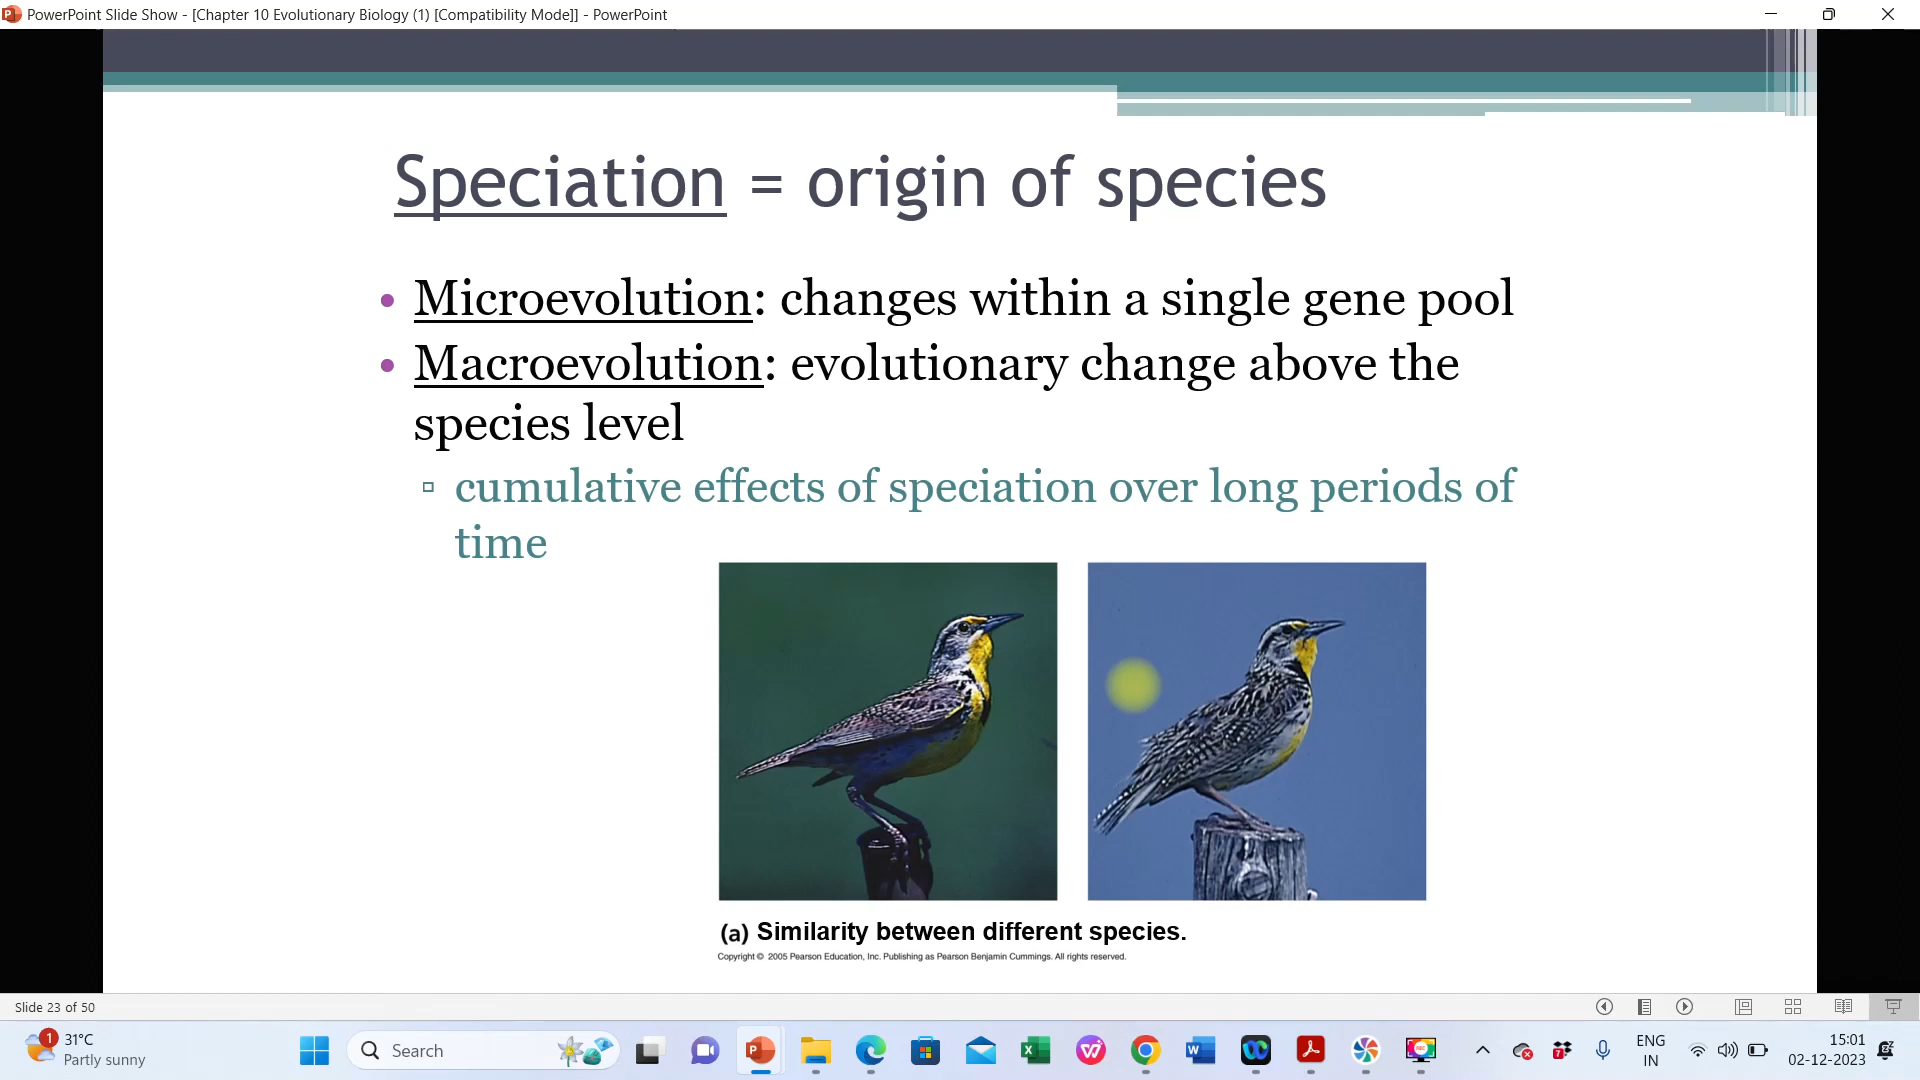 PowerPoint Slide Show - [Chapter 10 Evolutionary Biology (1) [Compatibility Mode]] - PowerPoint
Speciation = origin of species
• Microevolution: changes within a single gene pool
• Macroevolution: evolutionary change above the
species level
▫ cumulative effects of speciation over long periods of
time
(a) Similarity between different species.
Copyright © 2005 Pearson Education, Inc. Publishing as Pearson Benjamin Cummings. All rights reserved.
Slide 23 of 50
1
31°C
Partly sunny
Search
7
ENG
IN
15:01
02-12-2023